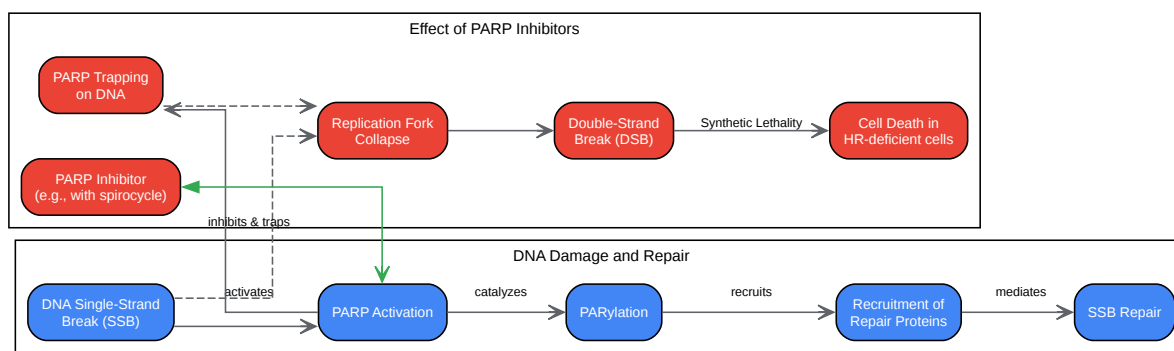 Effect of PARP Inhibitors
PARP Trapping
on DNA
Replication Fork
Collapse
Double-Strand
Break (DSB)
Synthetic Lethality
Cell Death in
HR-deficient cells
PARP Inhibitor
(e.g., with spirocycle)
inhibits & traps
DNA Damage and Repair
DNA Single-Strand
Break (SSB)
activates
PARP Activation
catalyzes
PARylation
recruits
Recruitment of
Repair Proteins
mediates
SSB Repair